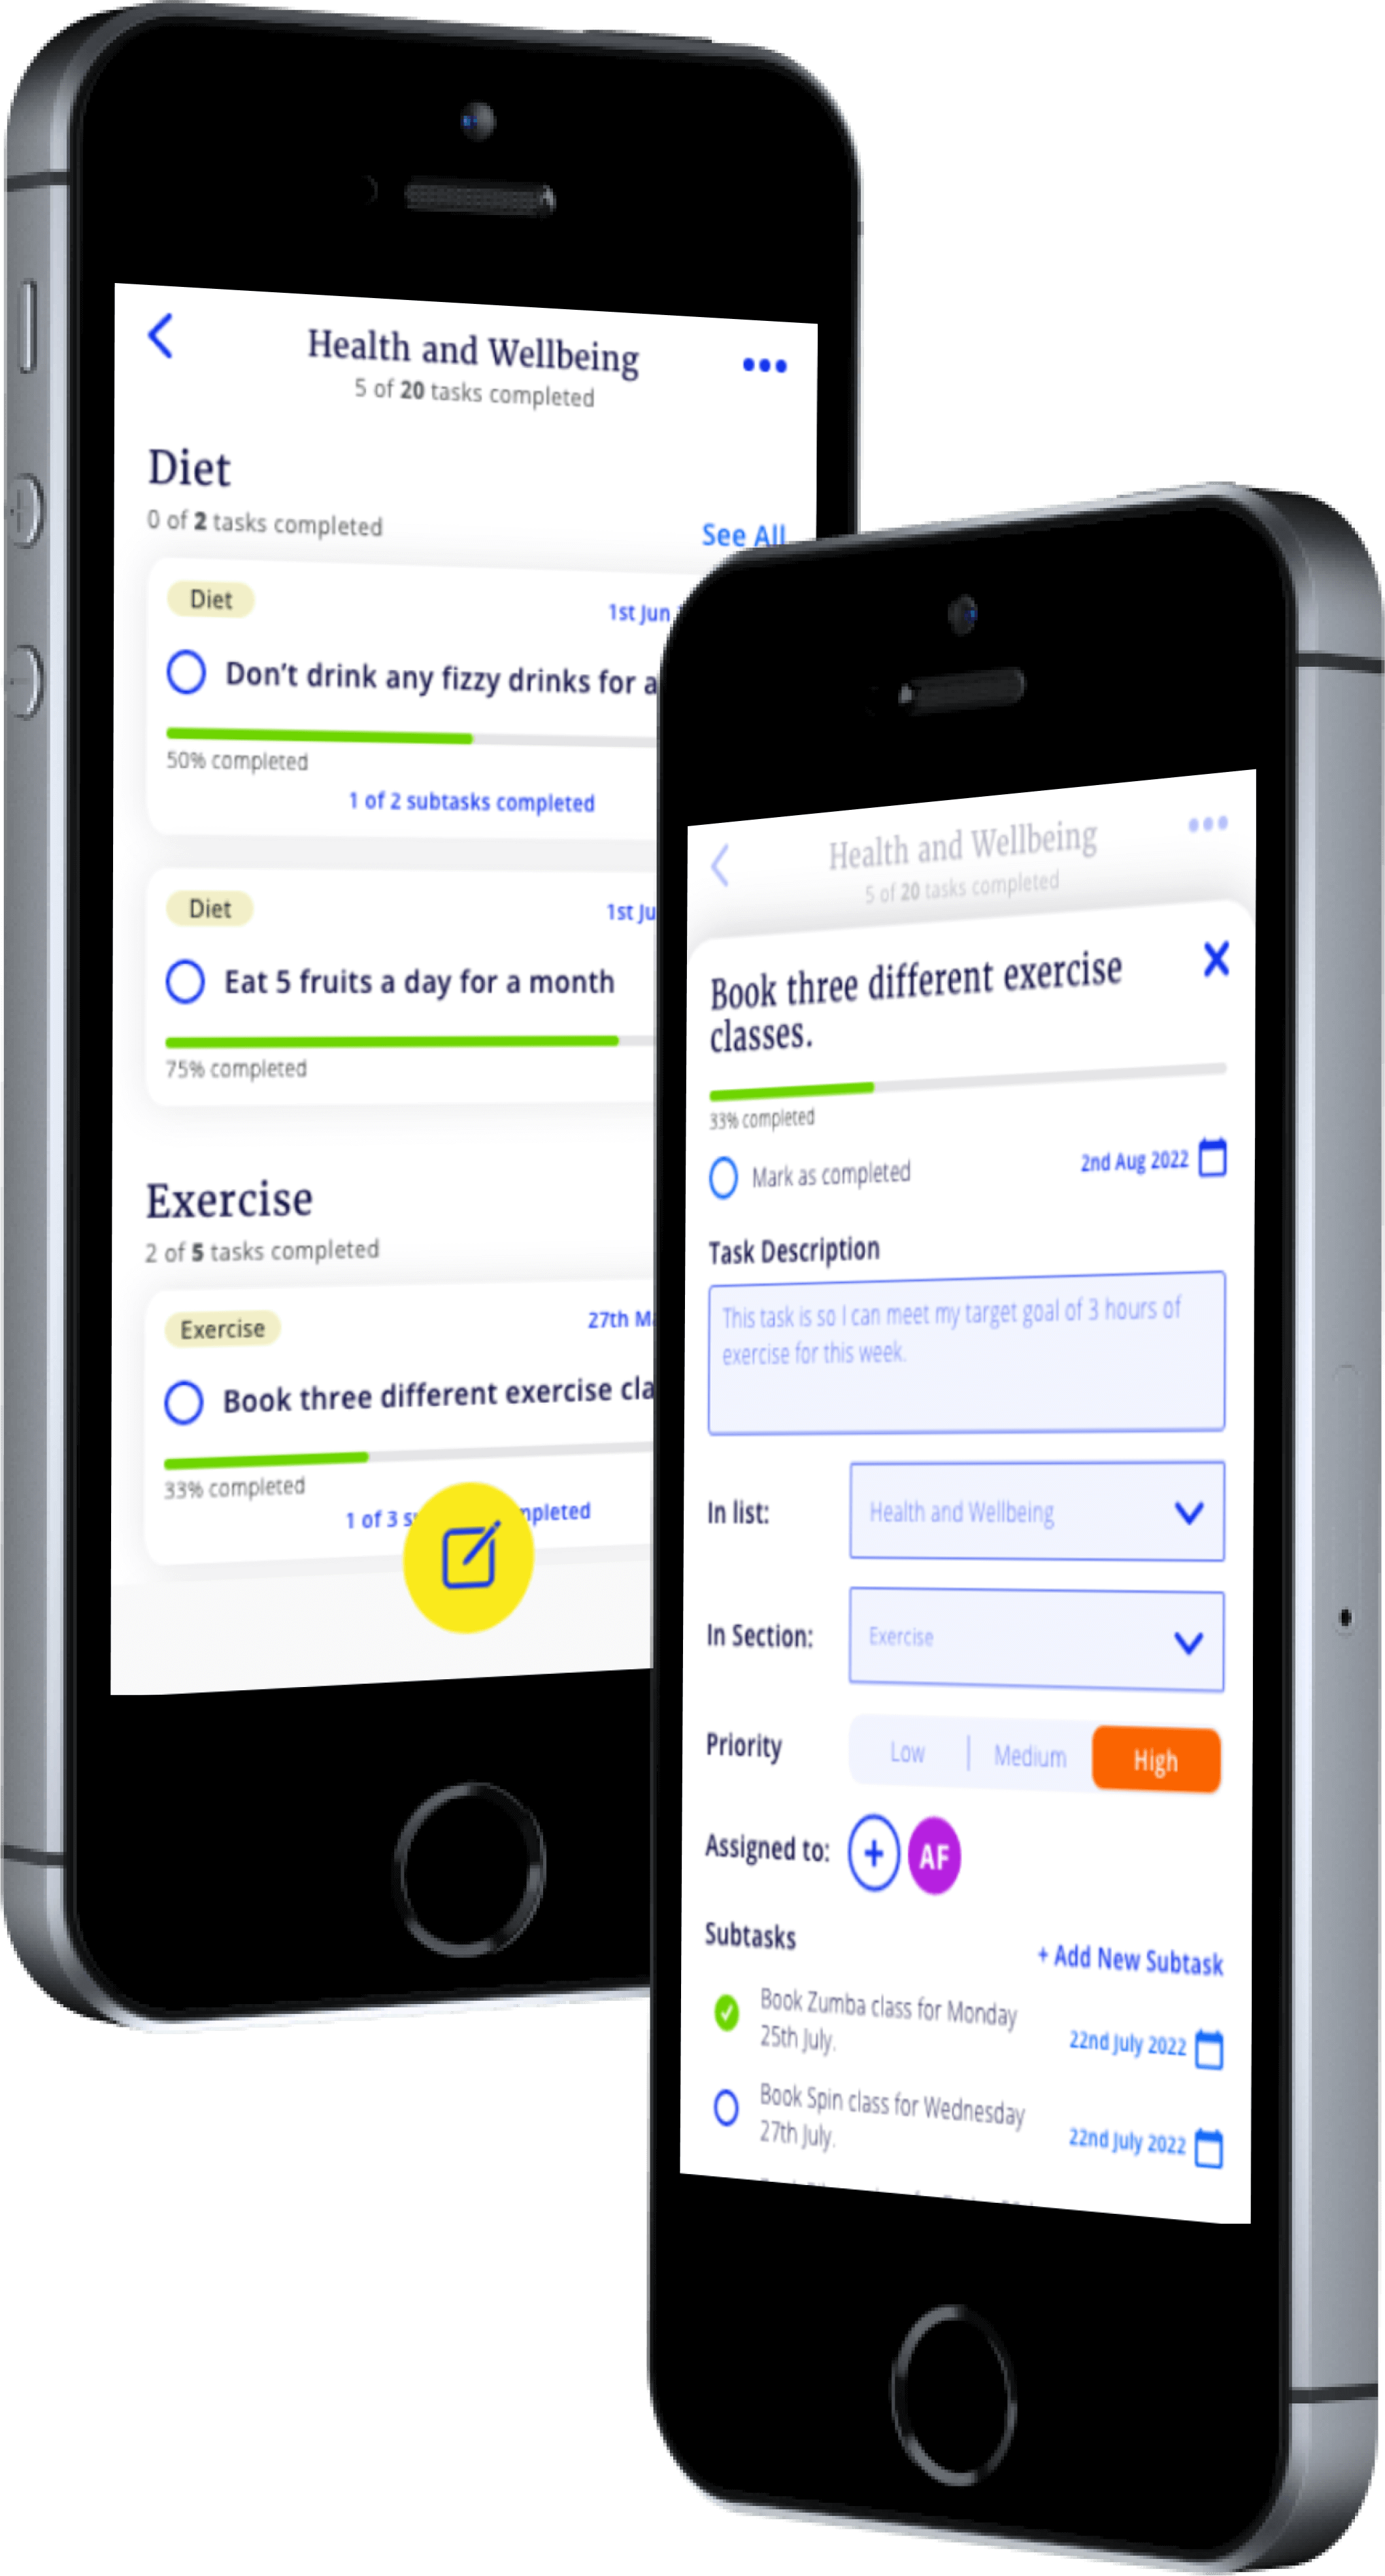 Health and Wellbeing
5 of 20 tasks completed
Diet
0 of 2 tasks completed
See All
Diet
1st Jun
Don't drink any fizzy drinks for a
50% completed
1 of 2 subtasks completed
Diet
1st Ju
Eat 5 fruits a day for a month
75% completed
Exercise
2 of 5 tasks completed
Exercise
27th Ma
Book three different exercise cla
33% completed
1 of 3 su mpleted
Health and Wellbeing
5 of 20 tasks completed
Book three different exercise
classes.
33% completed
Mark as completed
2nd Aug 2022
Task Description
This task is so I can meet my target goal of 3 hours of
exercise for this week.
In list:
Health and Wellbeing
In Section:
Exercise
Priority
Low | Medium High
Assigned to:
+ AF
Subtasks
+ Add New Subtask
Book Zumba class for Monday
25th July.
22nd July 2022
Book Spin class for Wednesday
27th July.
22nd July 2022